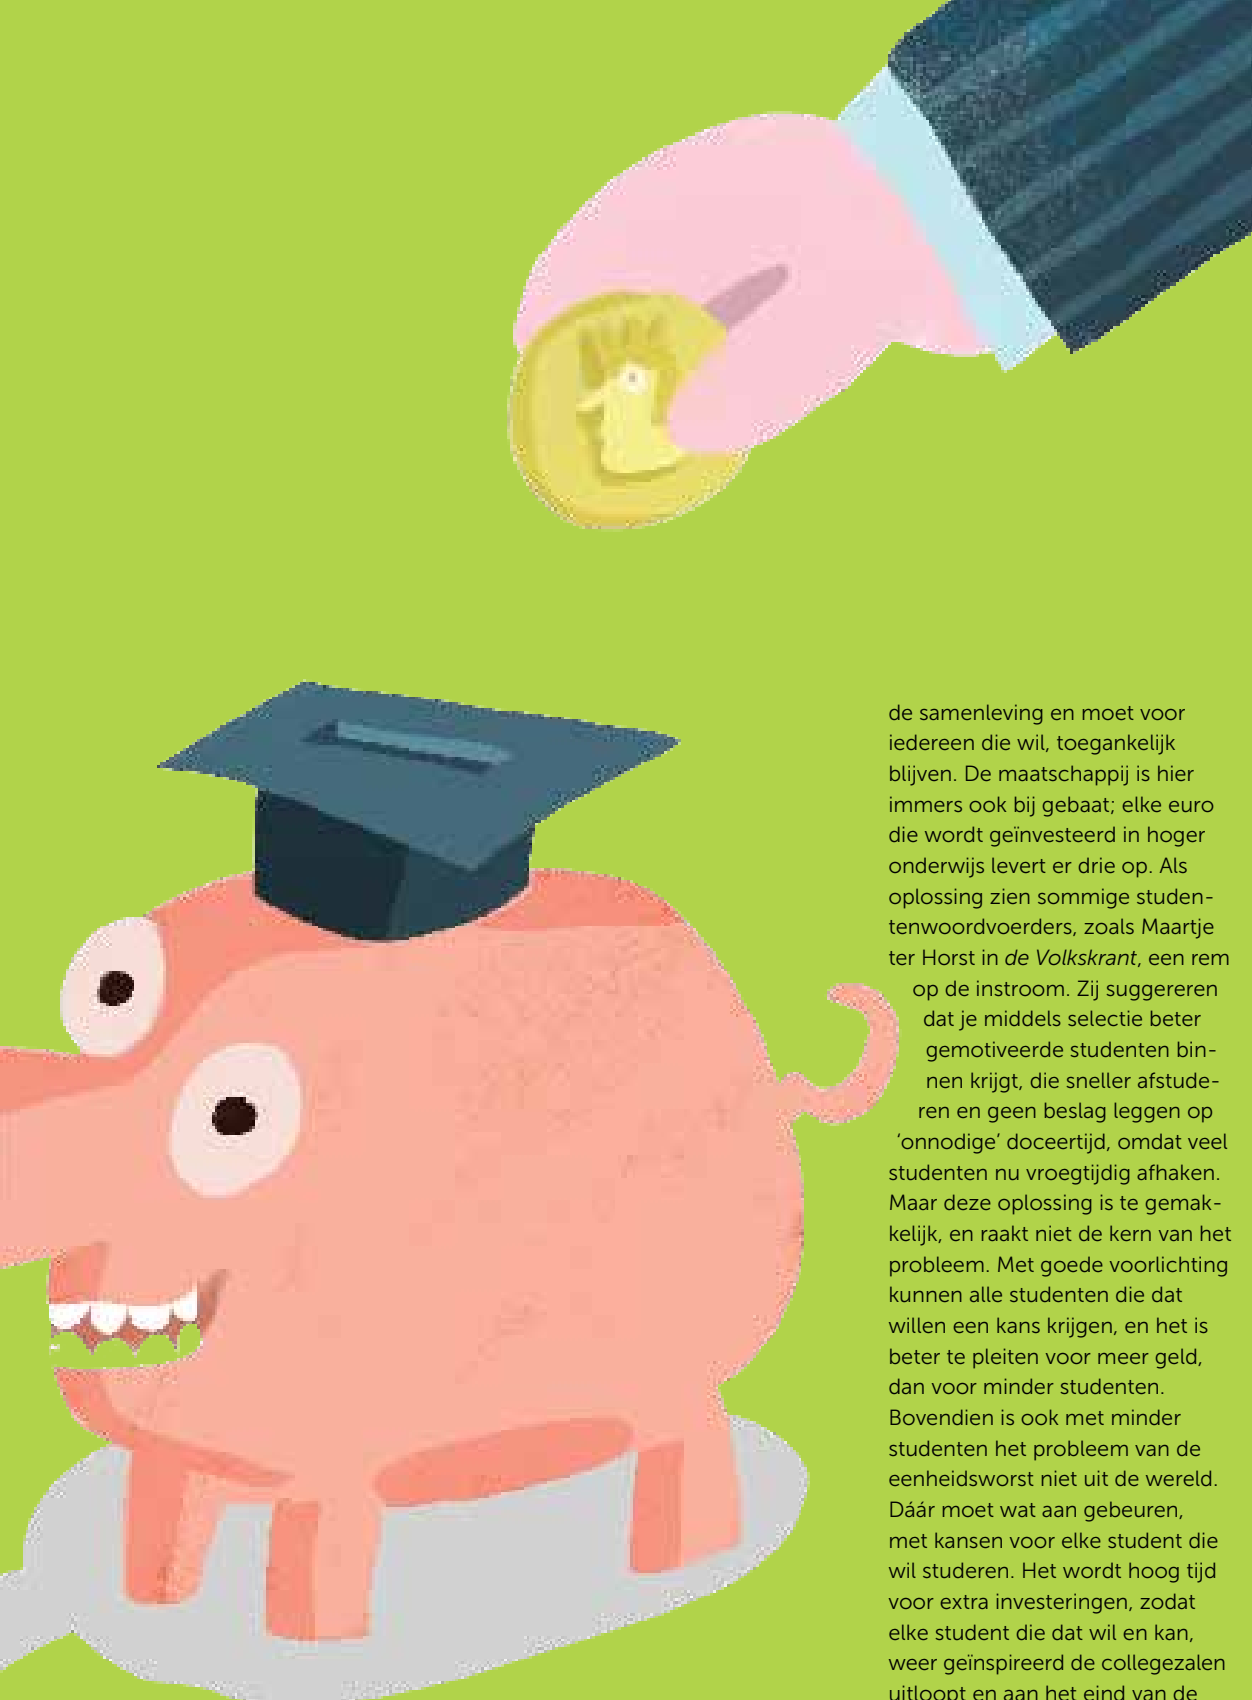 de samenleving en moet voor
iedereen die wil, toegankelijk
blijven. De maatschappij is hier
immers ook bij gebaat; elke euro
die wordt geïnvesteerd in hoger
onderwijs levert er drie op. Als
oplossing zien sommige studen-
tenwoordvoerders, zoals Maartje
ter Horst in de Volkskrant, een rem
op de instroom. Zij suggereren
dat je middels selectie beter
gemotiveerde studenten bin-
nen krijgt, die sneller afstude-
ren en geen beslag leggen op
‘onnodige’ doceertijd, omdat veel
studenten nu vroegtijdig afhaken.
Maar deze oplossing is te gemak-
kelijk, en raakt niet de kern van het
probleem. Met goede voorlichting
kunnen alle studenten die dat
willen een kans krijgen, en het is
beter te pleiten voor meer geld,
dan voor minder studenten.
Bovendien is ook met minder
studenten het probleem van de
eenheidsworst niet uit de wereld.
Dáár moet wat aan gebeuren,
met kansen voor elke student die
wil studeren. Het wordt hoog tijd
voor extra investeringen, zodat
elke student die dat wil en kan,
weer geïnspireerd de collegezalen
uitloopt en aan het eind van de